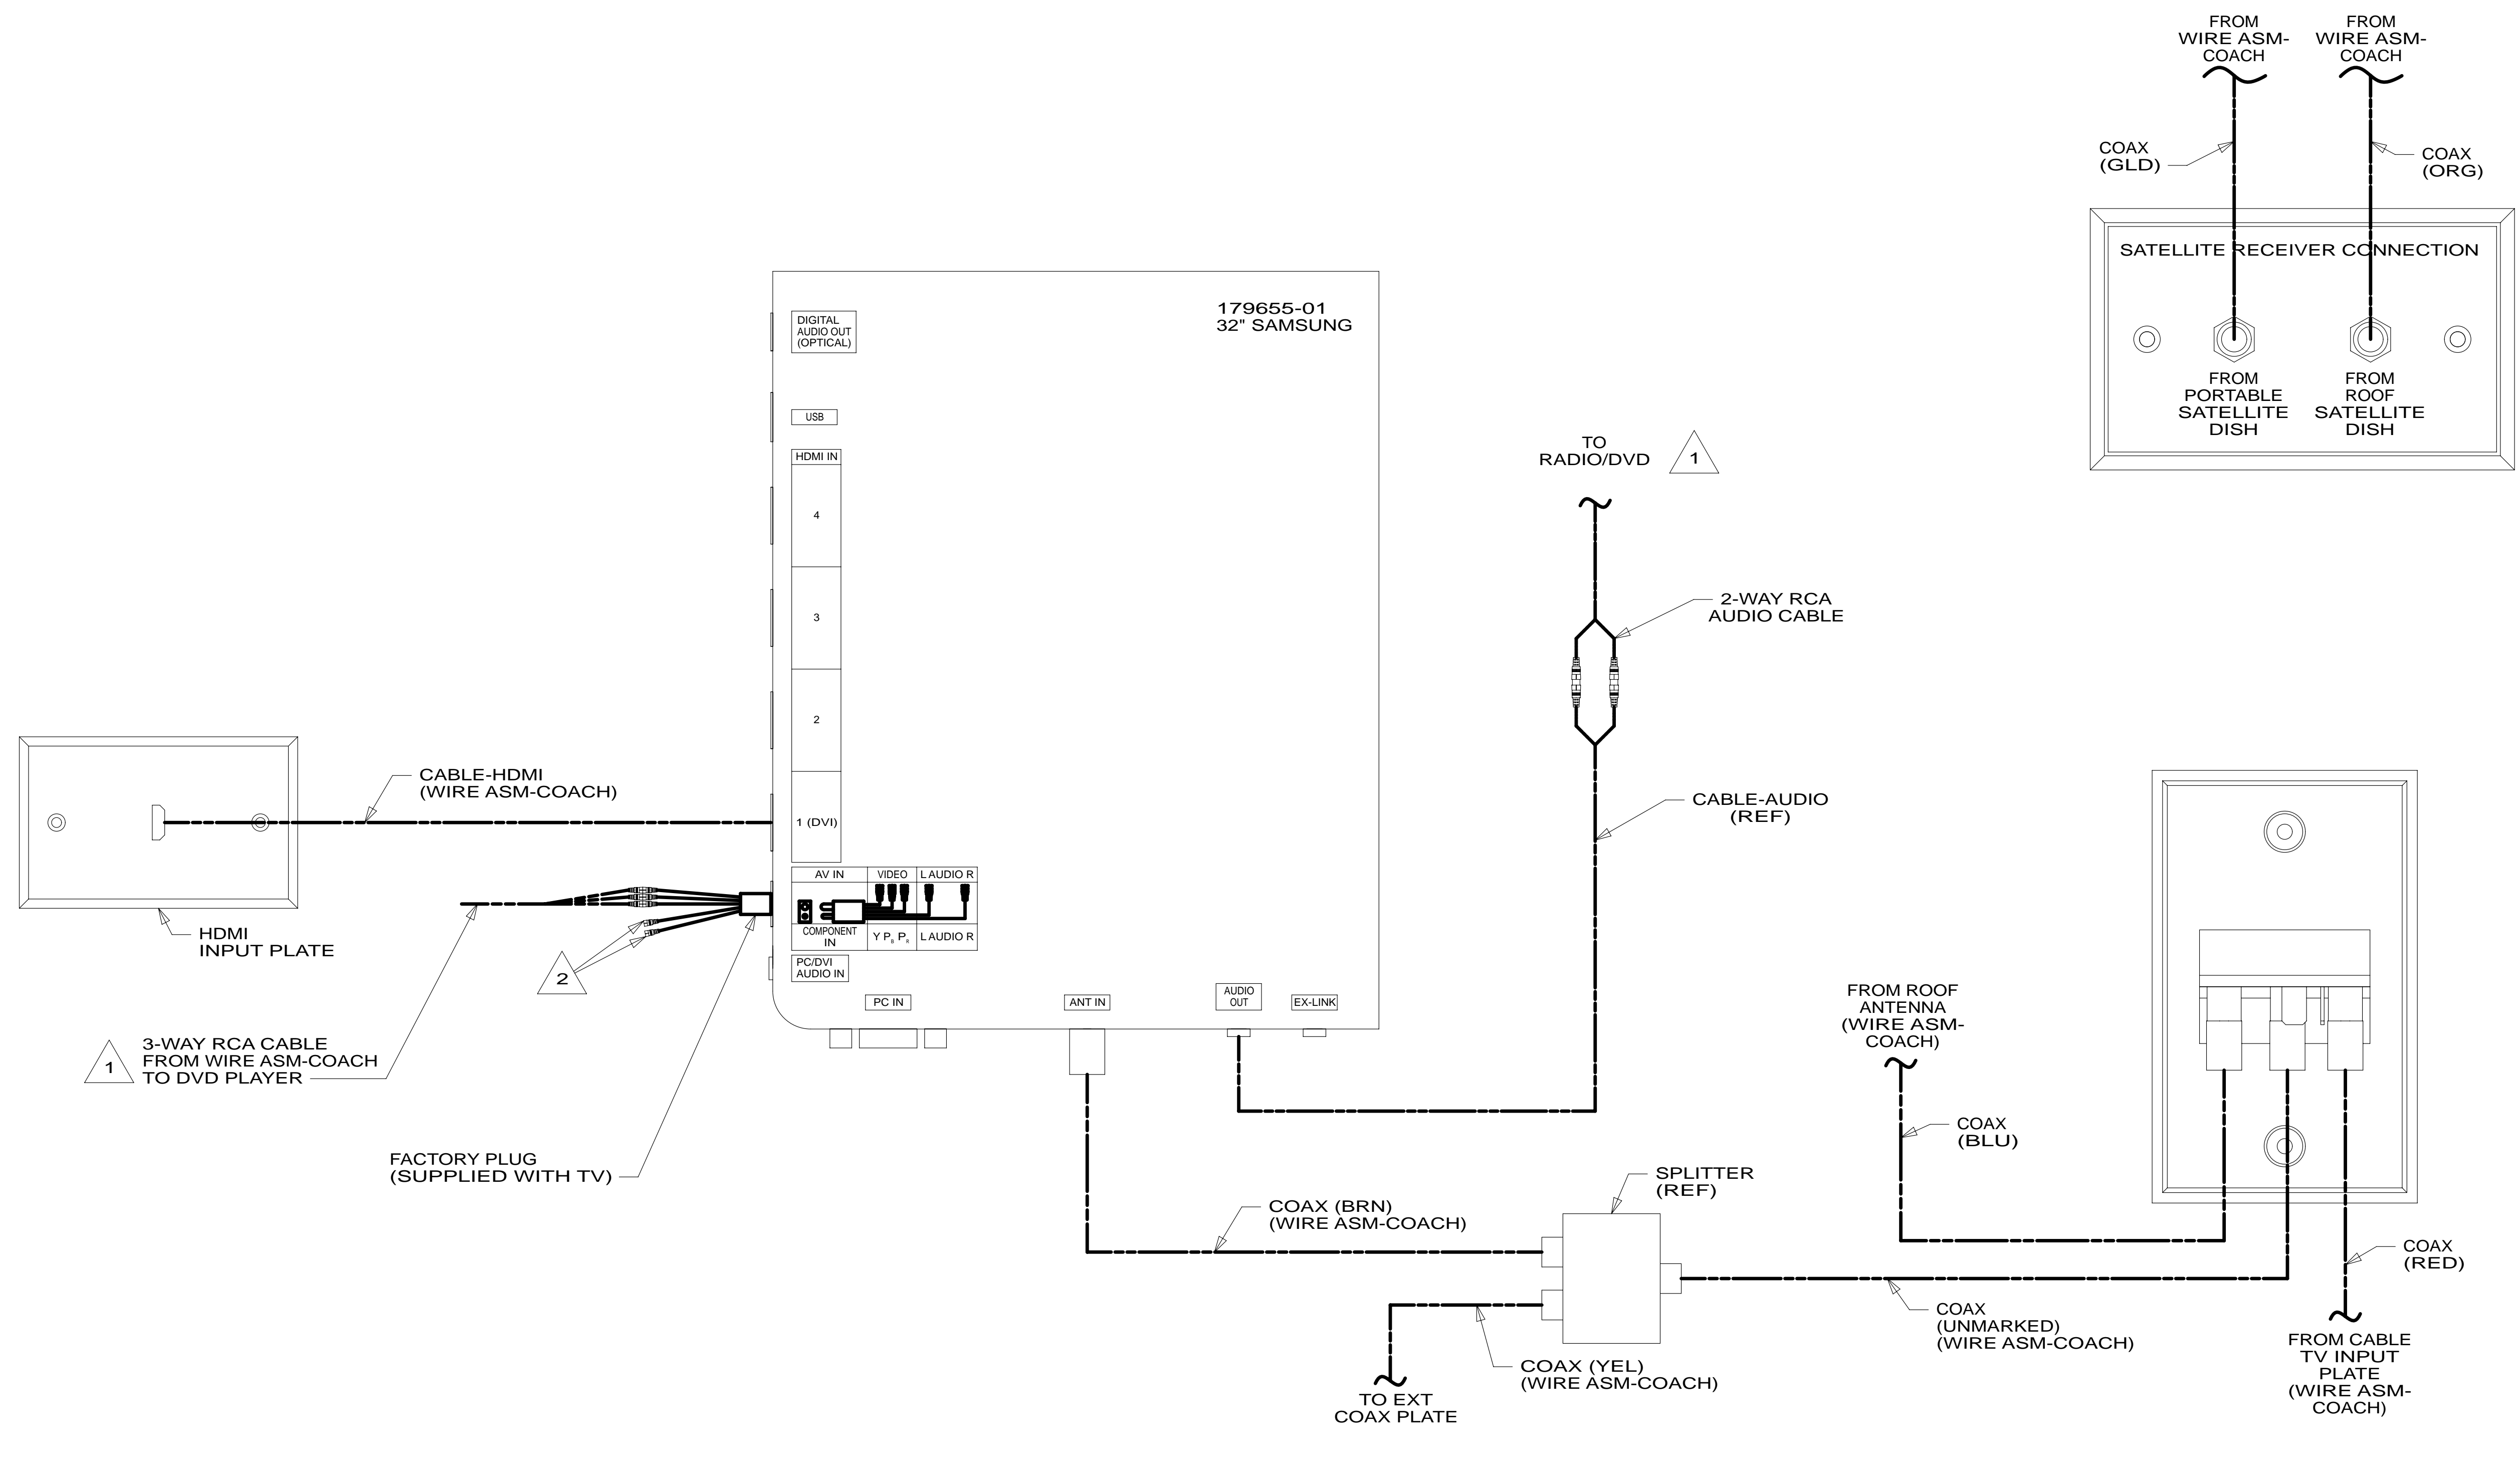 FROM
WIRE ASM-
COACH
FROM
WIRE ASM-
COACH
COAX
(GLD)
COAX
(ORG)
SATELLITE RECEIVER CONNECTION
FROM
PORTABLE
SATELLITE
DISH
FROM
ROOF
SATELLITE
DISH
179655-01
32" SAMSUNG
DIGITAL
AUDIO OUT
(OPTICAL)
USB
HDMI IN
4
3
2
1 (DVI)
AV IN
VIDEO
L AUDIO R
COMPONENT
IN
Y PB PR
L AUDIO R
PC/DVI
AUDIO IN
PC IN
ANT IN
AUDIO
OUT
EX-LINK
TO
RADIO/DVD
1
2-WAY RCA
AUDIO CABLE
CABLE-AUDIO
(REF)
CABLE-HDMI
(WIRE ASM-COACH)
HDMI
INPUT PLATE
2
1
3-WAY RCA CABLE
FROM WIRE ASM-COACH
TO DVD PLAYER
FACTORY PLUG
(SUPPLIED WITH TV)
FROM ROOF
ANTENNA
(WIRE ASM-
COACH)
COAX
(BLU)
SPLITTER
(REF)
COAX (BRN)
(WIRE ASM-COACH)
COAX
(RED)
COAX
(UNMARKED)
(WIRE ASM-COACH)
COAX (YEL)
(WIRE ASM-COACH)
TO EXT
COAX PLATE
FROM CABLE
TV INPUT
PLATE
(WIRE ASM-
COACH)